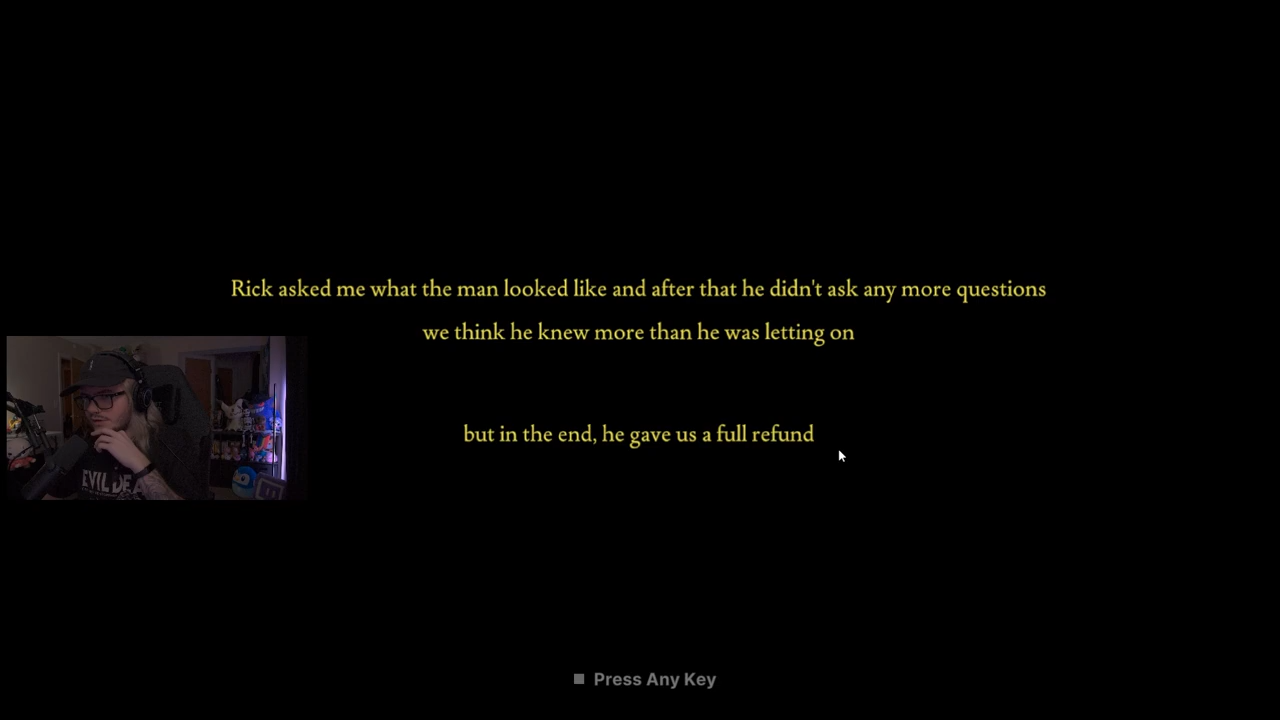 Rick asked me what the man looked like and after that he didn't ask any more questions
we think he knew more than he was letting on
but in the end, he gave us a full refund
EVIL DEA
Press Any Key